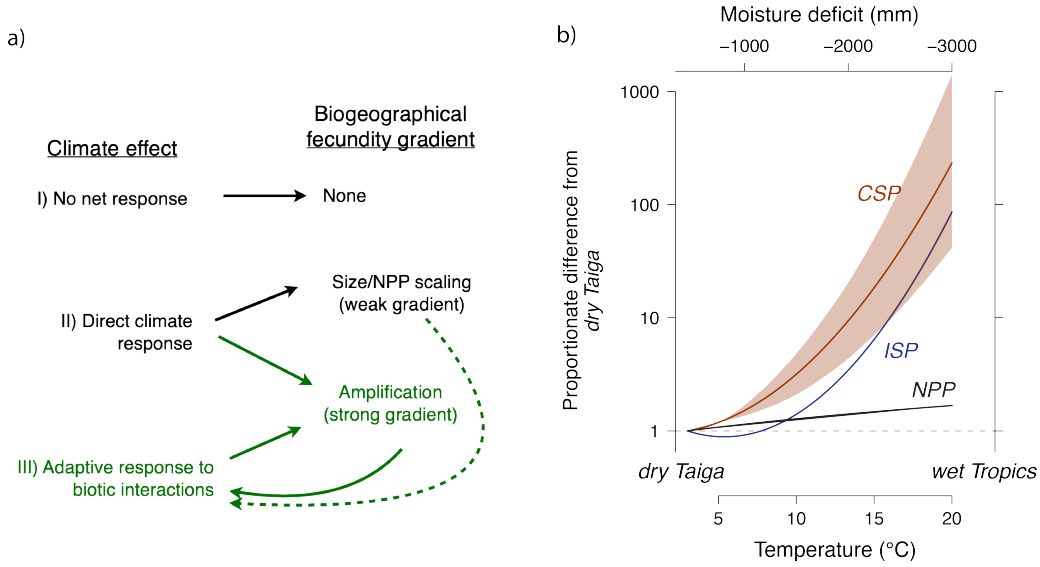 a)
Climate effect
Biogeographical
fecundity gradient
I) No net response
None
II) Direct climate
response
Size/NPP scaling
(weak gradient)
Amplification
(strong gradient)
III) Adaptive response to
biotic interactions
b)
Moisture deficit (mm)
−1000
−2000
−3000
Proportionate difference from
dry Taiga
1000
100
10
1
CSP
ISP
NPP
dry Taiga
wet Tropics
5
10
15
20
Temperature (°C)